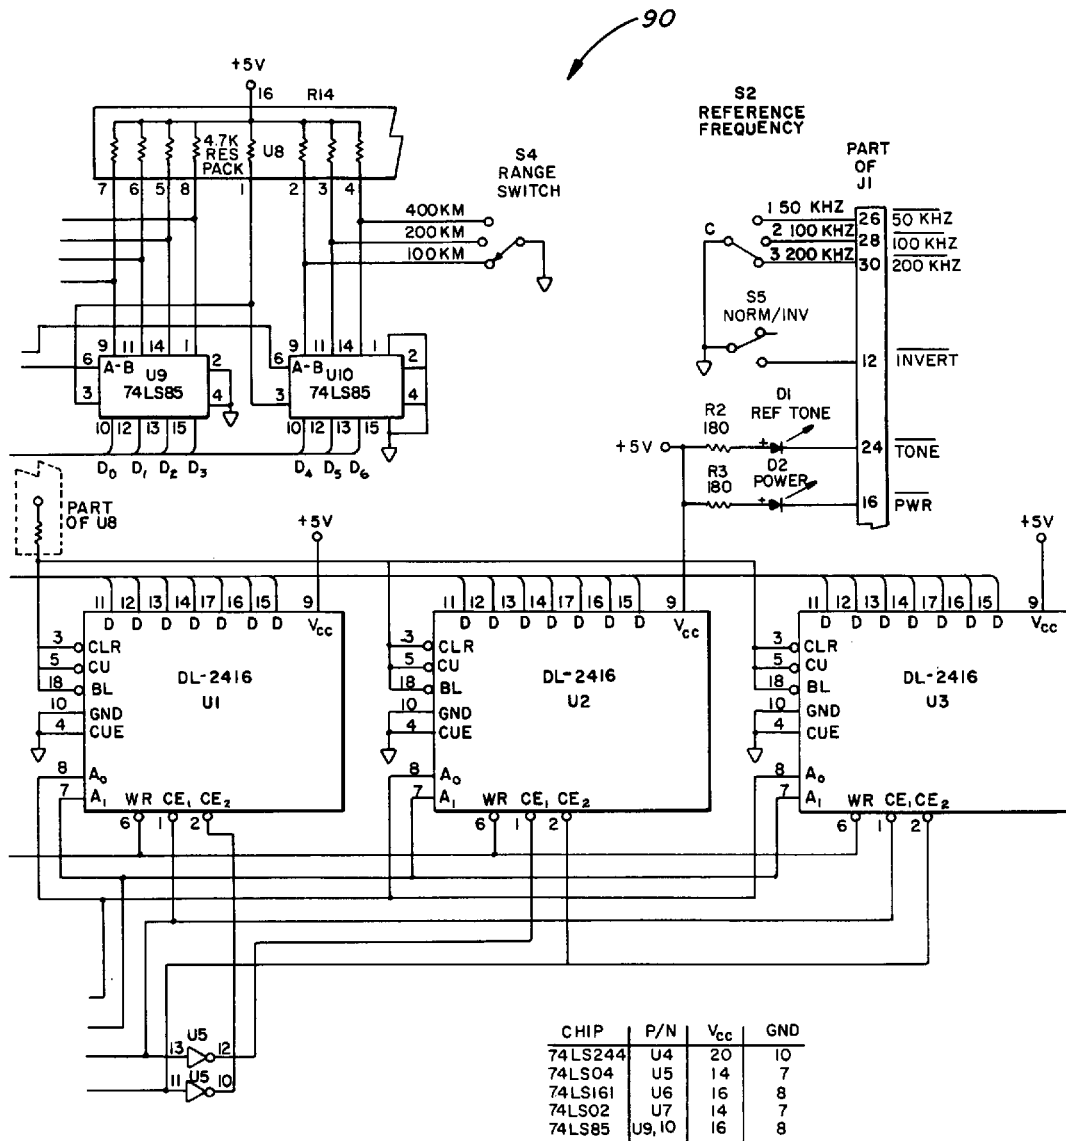 90
+5V
16 R14
4.7K
RES
PACK
U8
7 6 5 8 1 2 3 4
S4
RANGE
SWITCH
400KM
200KM
100KM
S2
REFERENCE
FREQUENCY
PART
OF
J1
C
1 50 KHZ 26 50 KHZ
2 100 KHZ 28 100 KHZ
3 200 KHZ 30 200 KHZ
S5
NORM/INV
12 INVERT
D1
REF TONE
R2
180
+5V
24 TONE
R3
180
D2
POWER
16 PWR
9 11 14 1
6 A-B 2
U9
3 74LS85 4
10 12 13 15
D0 D1 D2 D3
9 11 14 1
6 A-B 2
U10
3 74LS85 4
10 12 13 15
D4 D5 D6
PART
OF U8
+5V
+5V
11 12 13 14 17 16 15 9
D D D D D D D VCC
3 CLR
5 CU
18 BL
10 GND
4 CUE
8 A0
7 A1
DL-2416
U1
WR CE1 CE2
6 1 2
11 12 13 14 17 16 15 9
D D D D D D D VCC
3 CLR
5 CU
18 BL
10 GND
4 CUE
8 A0
7 A1
DL-2416
U2
WR CE1 CE2
6 1 2
11 12 13 14 17 16 15 9
D D D D D D D VCC
3 CLR
5 CU
18 BL
10 GND
4 CUE
8 A0
7 A1
DL-2416
U3
WR CE1 CE2
6 1 2
U5
13 12
U5
11 10
CHIP P/N VCC GND
74LS244 U4 20 10
74LS04 U5 14 7
74LS161 U6 16 8
74LS02 U7 14 7
74LS85 U9,10 16 8